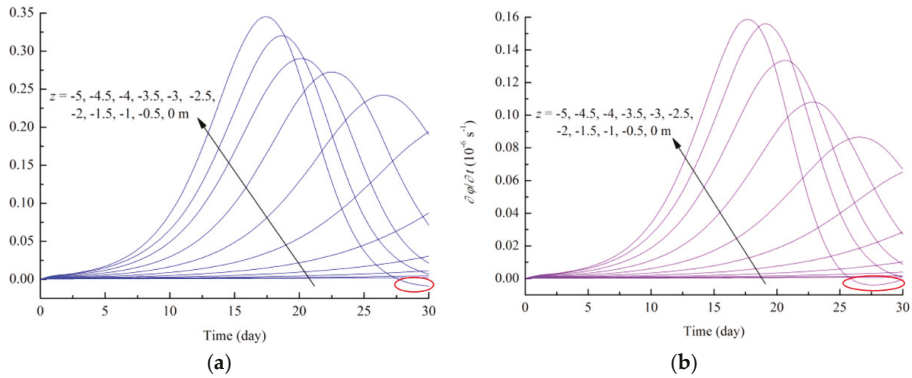 0.35
0.30
0.25
0.20
0.15
0.10
0.05
0.00
z = -5, -4.5, -4, -3.5, -3, -2.5,
-2, -1.5, -1, -0.5, 0 m
0 5 10 15 20 25 30
Time (day)
(a)
0.16
0.14
0.12
0.10
0.08
0.06
0.04
0.02
0.00
∂φ/∂t (10⁻⁶ s⁻¹)
z = -5, -4.5, -4, -3.5, -3, -2.5,
-2, -1.5, -1, -0.5, 0 m
0 5 10 15 20 25 30
Time (day)
(b)